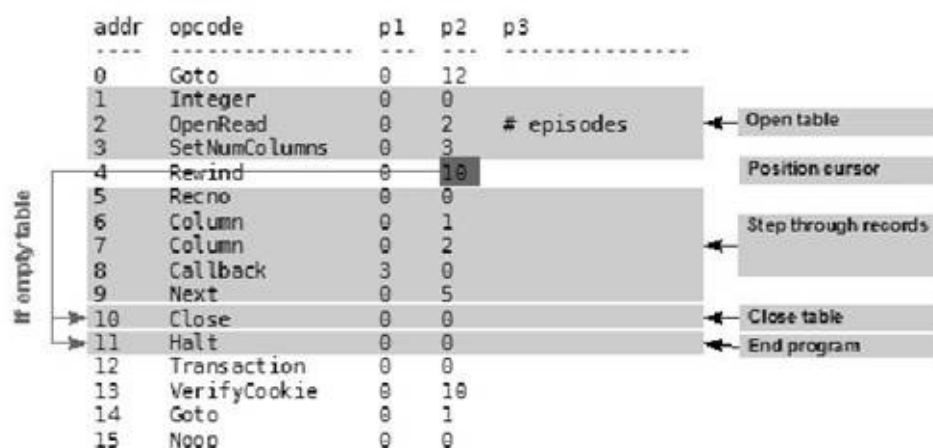 addr opcode p1 p2 p3
---- --------------- --- --- ---------------
0 Goto 0 12
1 Integer 0 0
2 OpenRead 0 2 # episodes Open table
3 SetNumColumns 0 3
4 Rewind 0 10 Position cursor
5 Recno 0 0
6 Column 0 1 Step through records
7 Column 0 2
8 Callback 3 0
9 Next 0 5
10 Close 0 0 Close table
11 Halt 0 0 End program
12 Transaction 0 0
13 VerifyCookie 0 10
14 Goto 0 1
15 Noop 0 0
If empty table